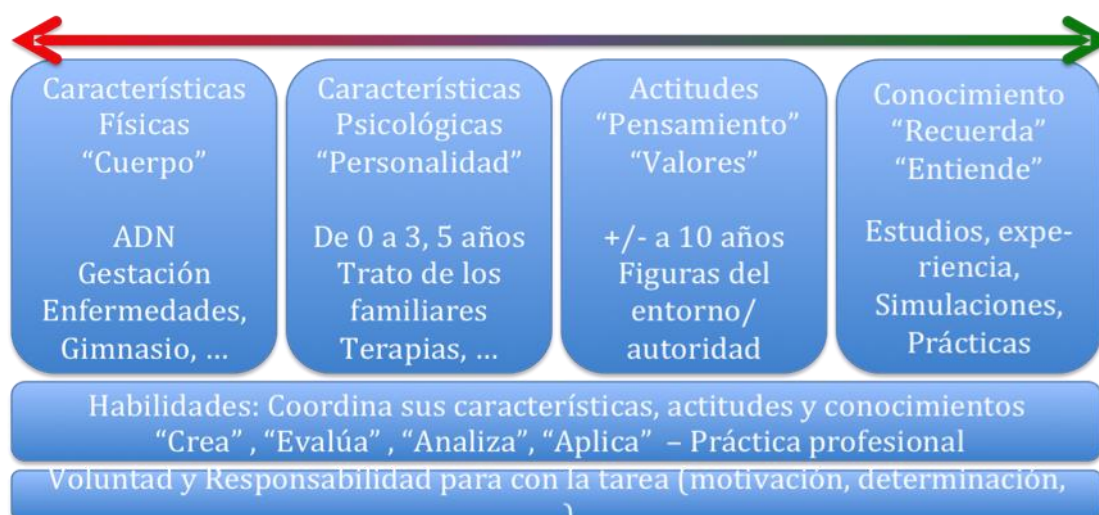 Características
Físicas
“Cuerpo”
ADN
Gestación
Enfermedades,
Gimnasio, ...
Características
Psicológicas
“Personalidad”
De 0 a 3, 5 años
Trato de los
familiares
Terapias, ...
Actitudes
“Pensamiento”
“Valores”
+/- a 10 años
Figuras del
entorno/
autoridad
Conocimiento
“Recuerda”
“Entiende”
Estudios, expe-
riencia,
Simulaciones,
Prácticas
Habilidades: Coordina sus características, actitudes y conocimientos
“Crea” , “Evalúa” , “Analiza”, “Aplica” – Práctica profesional
Voluntad y Responsabilidad para con la tarea (motivación, determinación,